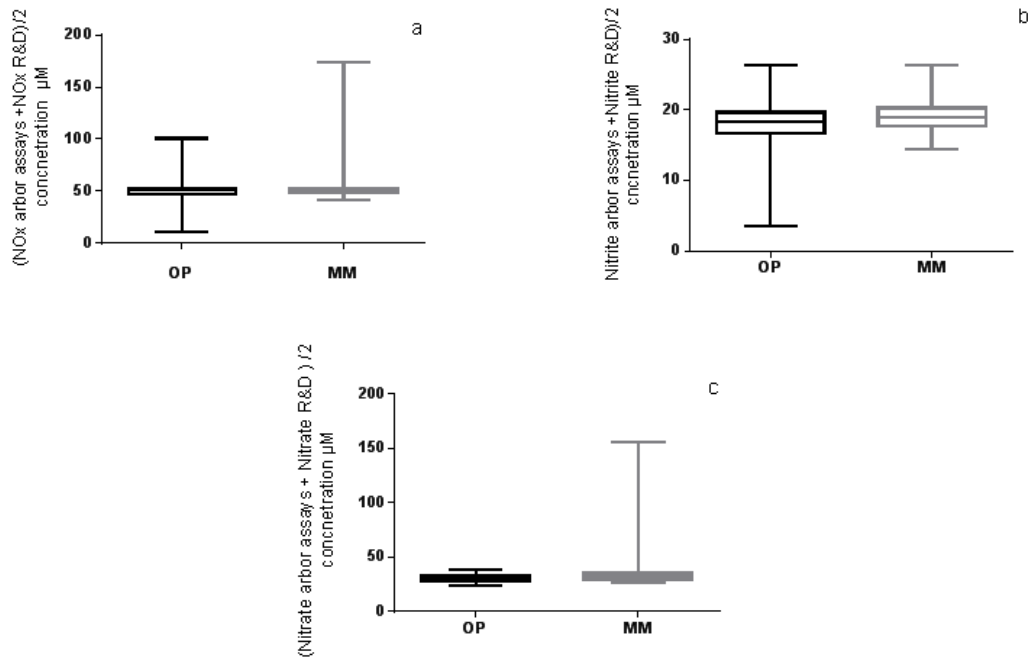 (NOx arbor assays +NOx R&D)/2
concnetration µM
200
150
100
50
0
OP
MM
a
Nitrite arbor assays +Nitrite R&D)/2
cncnetration µM
30
20
10
0
OP
MM
b
(Nitrate arbor assays + Nitrate R&D ) /2
concnetration µM
200
150
100
50
0
OP
MM
c